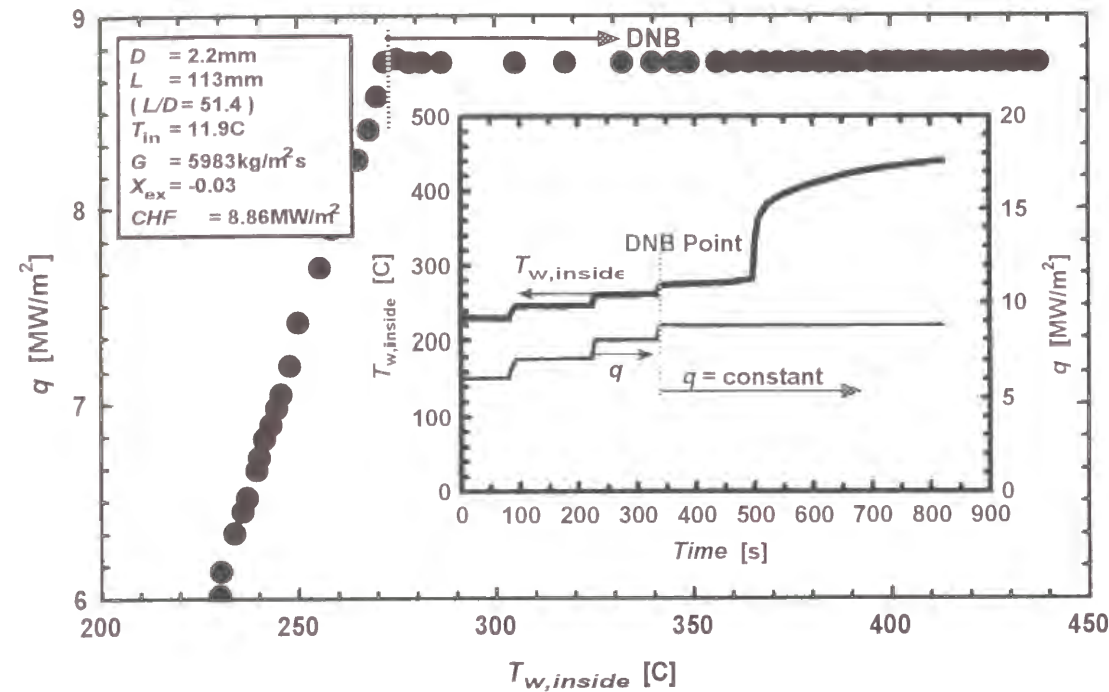 9
DNB
D = 2.2mm
L = 113mm
( L/D = 51.4 )
T_in = 11.9C
G = 5983kg/m²s
X_ex = -0.03
CHF = 8.86MW/m²
8
7
6
q [MW/m²]
200 250 300 350 400 450
T_w,inside [C]
500
400
300
200
100
0
T_w,inside [C]
20
15
10
5
0
q [MW/m²]
DNB Point
T_w,inside
q
q = constant
0 100 200 300 400 500 600 700 800 900
Time [s]